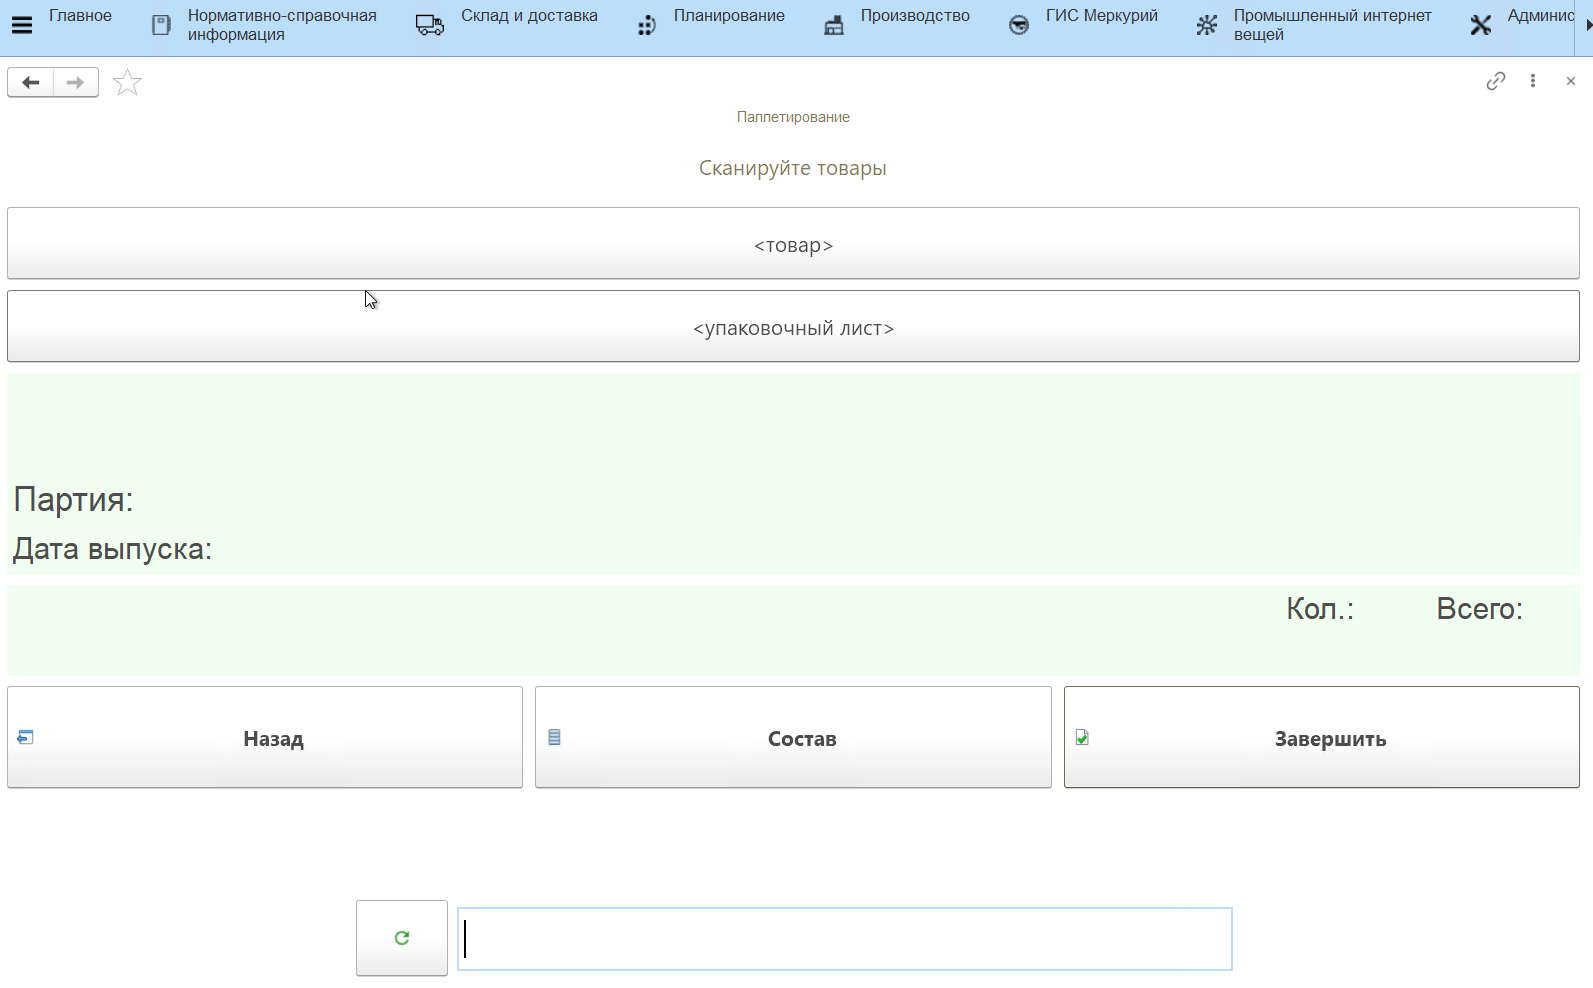 Главное
Нормативно-справочная
информация
Склад и доставка
Планирование
Производство
ГИС Меркурий
Промышленный интернет
вещей
Админис
Паллетирование
Сканируйте товары
<товар>
<упаковочный лист>
Партия:
Дата выпуска:
Кол.: Всего:
Назад
Состав
Завершить